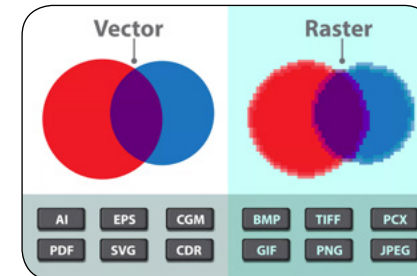 Vector
Raster
AI EPS CGM
PDF SVG CDR
BMP TIFF PCX
GIF PNG JPEG